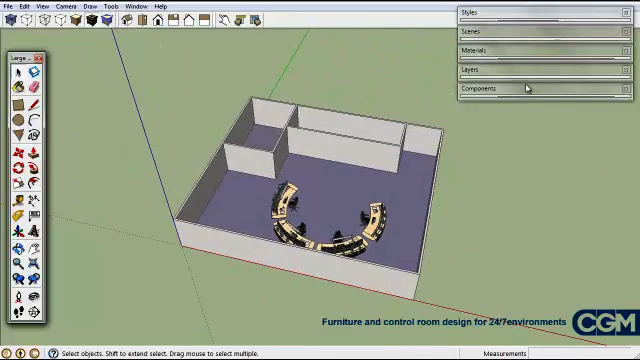 File Edit View Camera Draw Tools Window Help
Styles
Scenes
Materials
Layers
Components
Large ...
Furniture and control room design for 24/7environments
CGM
Select objects. Shift to extend select. Drag mouse to select multiple.
Measurements